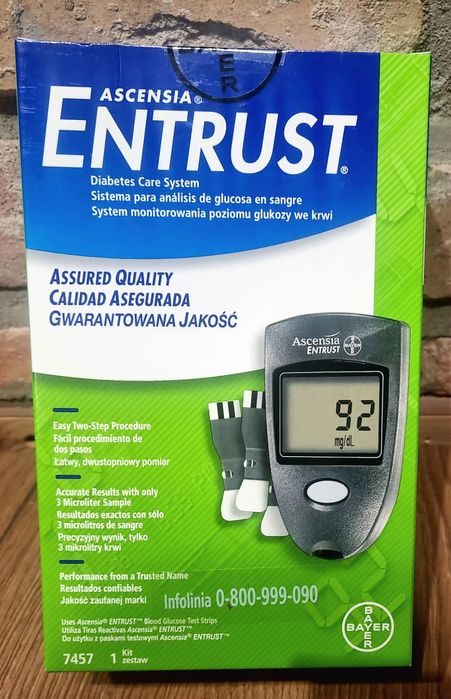 BAYER
ASCENSIA®
ENTRUST®
Diabetes Care System
Sistema para análisis de glucosa en sangre
System monitorowania poziomu glukozy we krwi
ASSURED QUALITY
CALIDAD ASEGURADA
GWARANTOWANA JAKOŚĆ
Ascensia
ENTRUST
BAYER
92
mg/dL
Easy Two-Step Procedure
Fácil procedimiento de
dos pasos
Łatwy, dwustopniowy pomiar
Accurate Results with only
3 Microliter Sample
Resultados exactos con sólo
3 microlitros de sangre
Precyzyjny wynik, tylko
3 mikrolitry krwi
Performance from a Trusted Name
Resultados confiables
Jakość zaufanej marki
Infolinia 0-800-999-090
Uses Ascensia® ENTRUST™ Blood Glucose Test Strips
Utiliza Tiras Reactivas Ascensia® ENTRUST™
Do użytku z paskami testowymi Ascensia® ENTRUST™
7457 1 Kit
zestaw
BAYER
BAYER